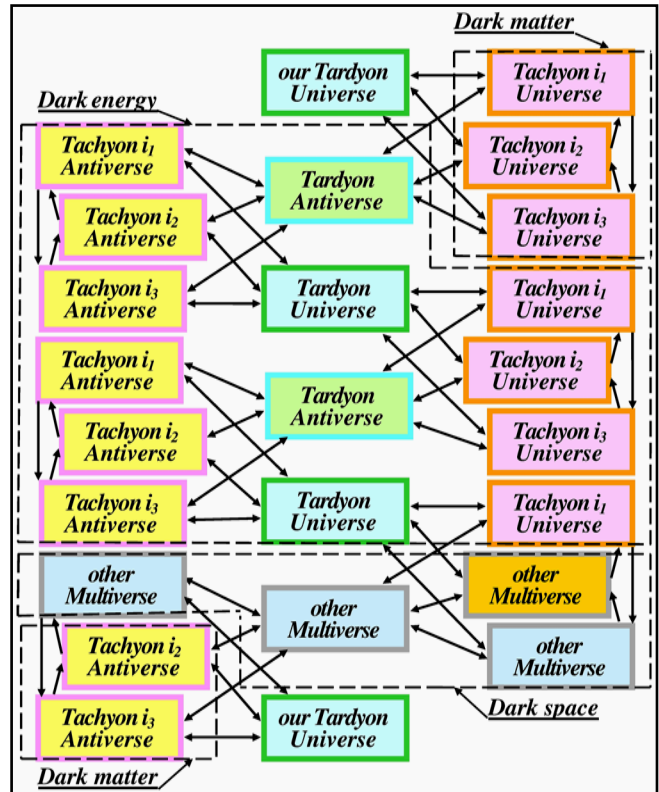 Dark matter
our Tardyon
Universe
Tachyon i1
Universe
Dark energy
Tachyon i1
Antiverse
Tachyon i2
Universe
Tardyon
Antiverse
Tachyon i2
Antiverse
Tachyon i3
Universe
Tachyon i3
Antiverse
Tardyon
Universe
Tachyon i1
Universe
Tachyon i1
Antiverse
Tachyon i2
Universe
Tardyon
Antiverse
Tachyon i2
Antiverse
Tachyon i3
Universe
Tachyon i3
Antiverse
Tardyon
Universe
Tachyon i1
Universe
other
Multiverse
other
Multiverse
other
Multiverse
Tachyon i2
Antiverse
other
Multiverse
Tachyon i3
Antiverse
our Tardyon
Universe
Dark space
Dark matter